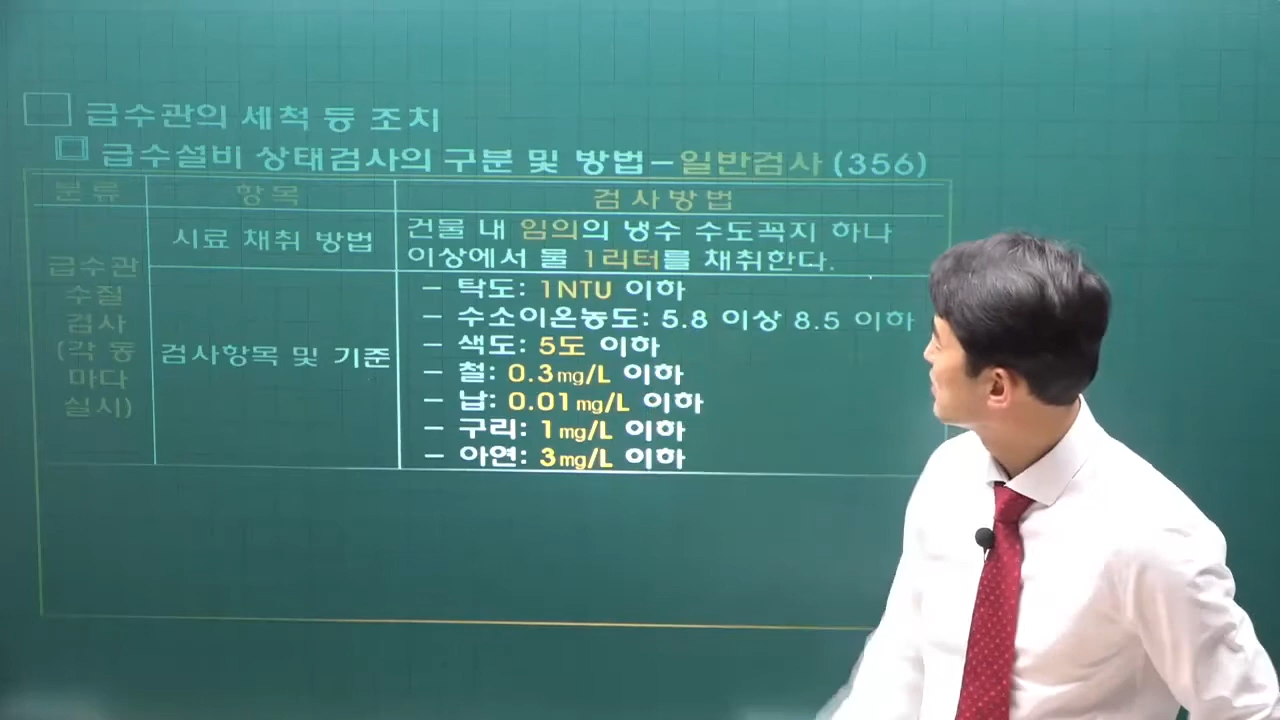 급수관의 세척 등 조치
급수설비 상태검사의 구분 및 방법-일반검사 (356)
분류 항목 검사방법
급수관
수질
검사
(각 동
마다
실시)
시료 채취 방법
건물 내 임의의 냉수 수도꼭지 하나
이상에서 물 1리터를 채취한다.
검사항목 및 기준
- 탁도: 1NTU 이하
- 수소이온농도: 5.8 이상 8.5 이하
- 색도: 5도 이하
- 철: 0.3mg/L 이하
- 납: 0.01mg/L 이하
- 구리: 1mg/L 이하
- 아연: 3mg/L 이하